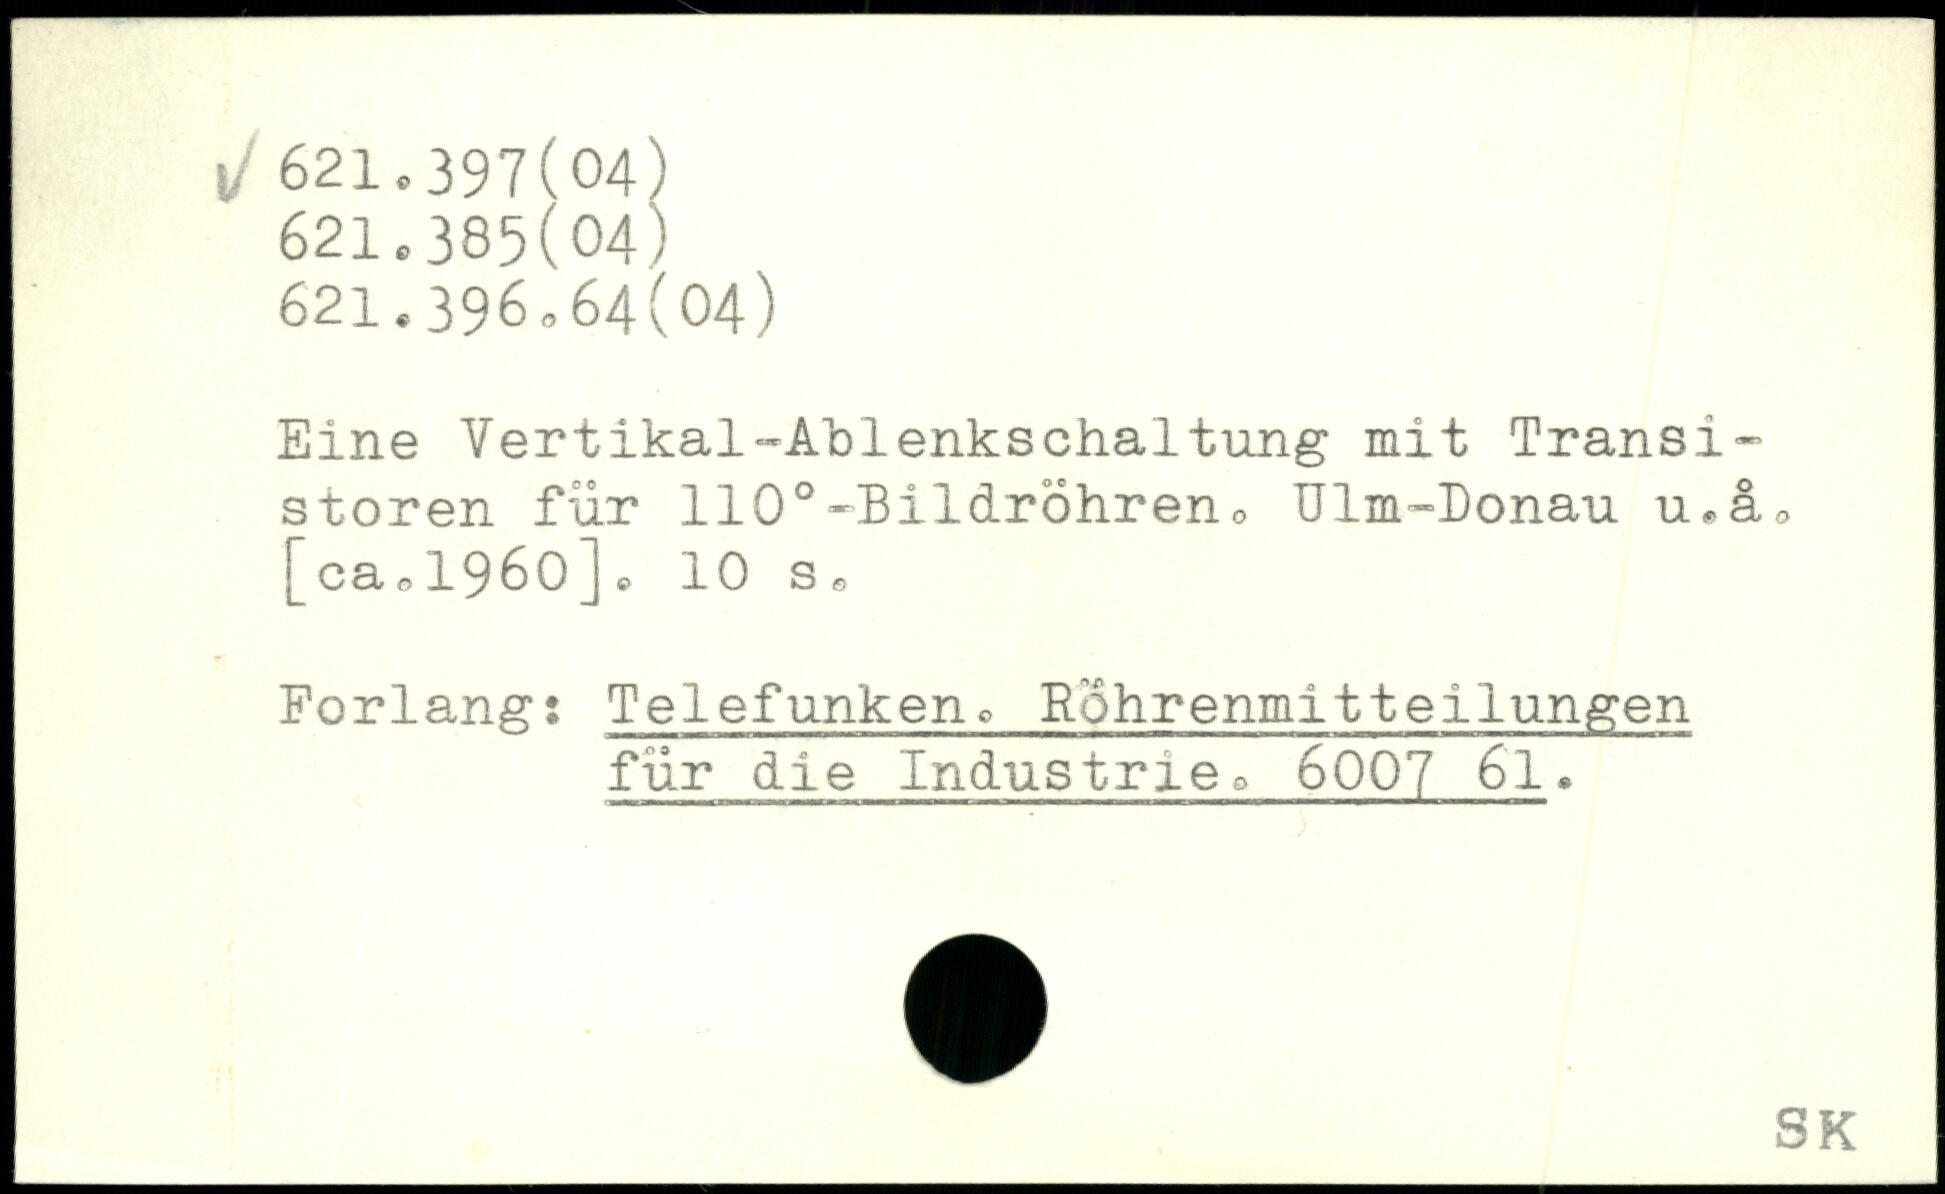 621.397(04)
621.385(04)
621.396.64(04)
Eine Vertikal-Ablenkschaltung mit Transi-
storen für 110°-Bildröhren. Ulm-Donau u.å.
[ca.1960]. 10 s.
Forlang: Telefunken. Röhrenmitteilungen
für die Industrie. 6007 61.
SK